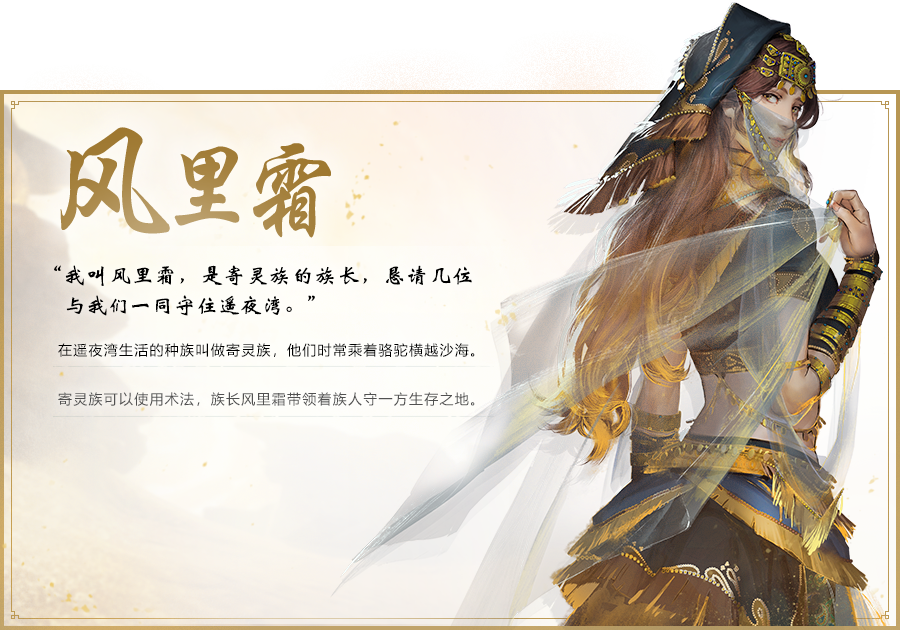 风里霜
“我叫风里霜，是寄灵族的族长，恳请几位
与我们一同守住遥夜湾。”
在遥夜湾生活的种族叫做寄灵族，他们时常乘着骆驼横越沙海。
寄灵族可以使用术法，族长风里霜带领着族人守一方生存之地。